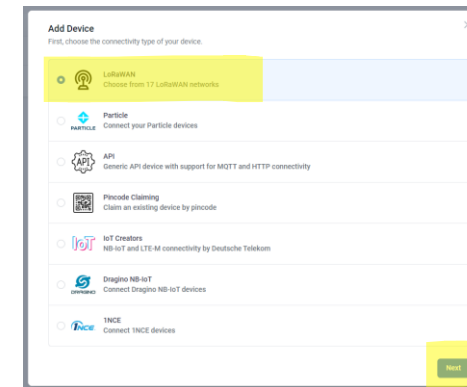 Add Device
First, choose the connectivity type of your device.
LoRaWAN
Choose from 17 LoRaWAN networks
PARTICLE
Particle
Connect your Particle devices
{API}
API
Generic API device with support for MQTT and HTTP connectivity
Pincode Claiming
Claim an existing device by pincode
IoT
IoT Creators
NB-IoT and LTE-M connectivity by Deutsche Telekom
DRAGINO
Dragino NB-IoT
Connect Dragino NB-IoT devices
1NCE
1NCE
Connect 1NCE devices
Next